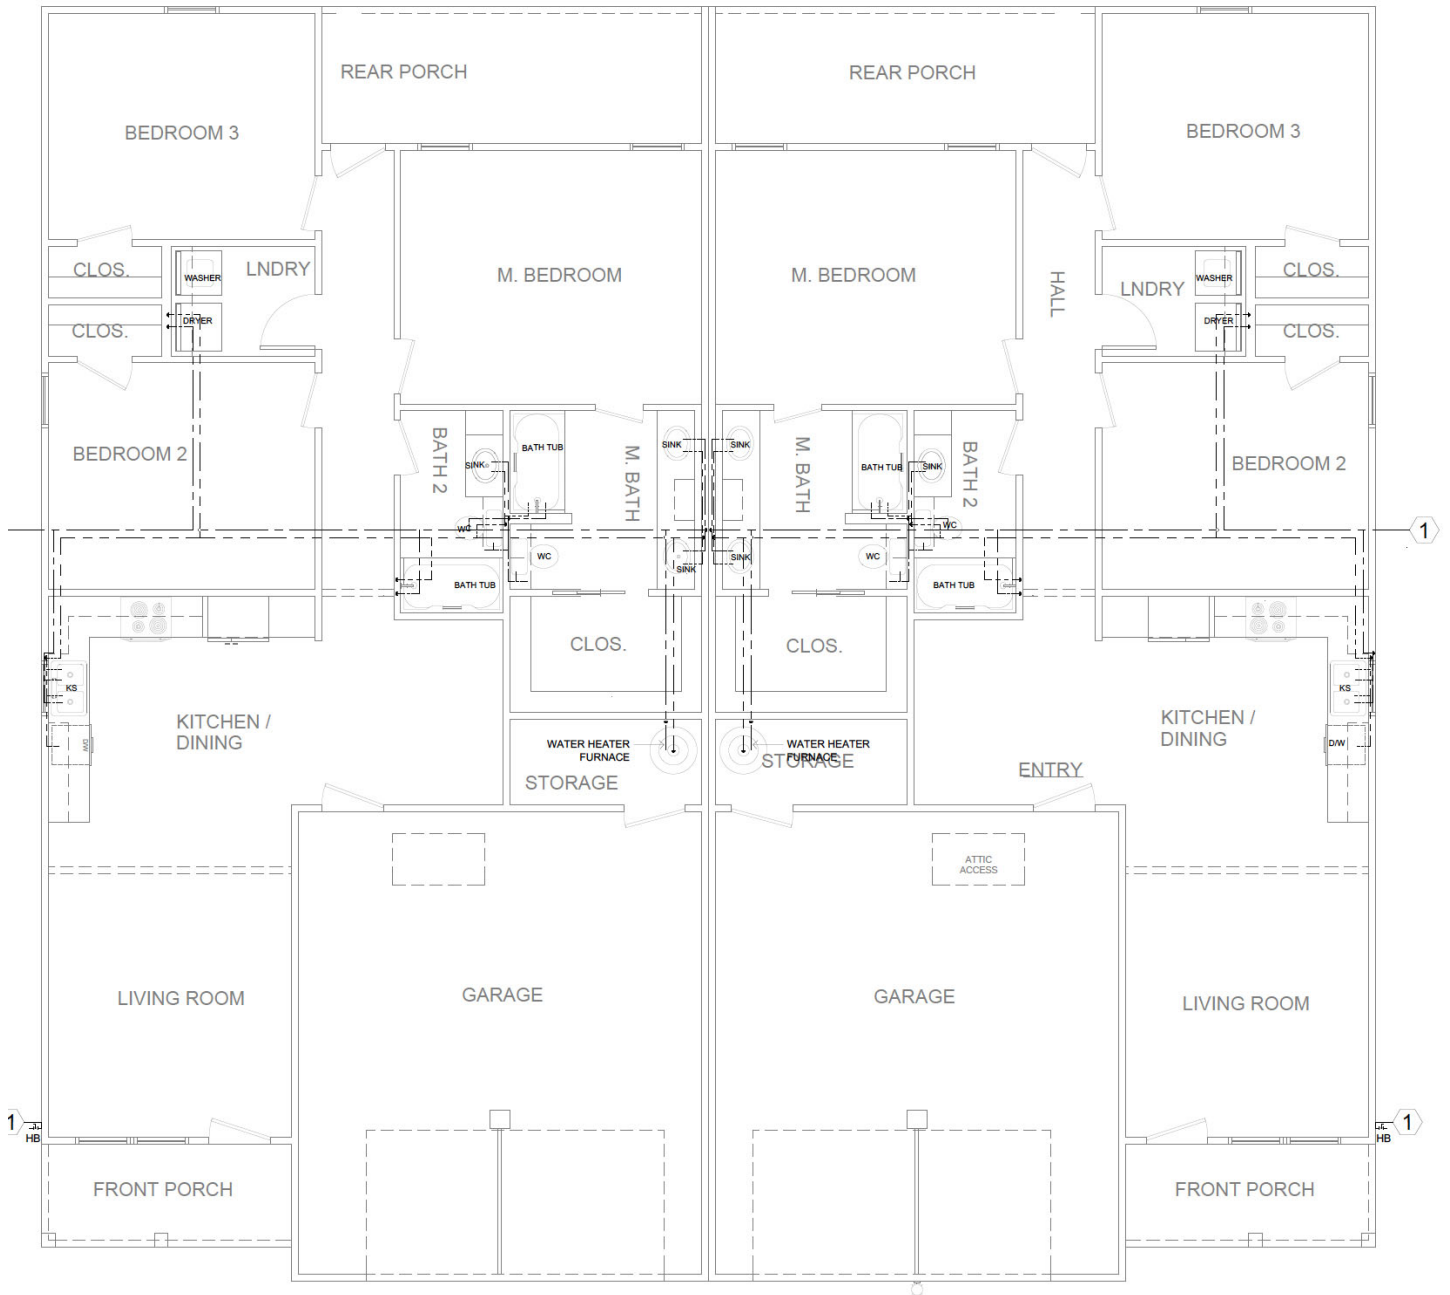 REAR PORCH
REAR PORCH
BEDROOM 3
BEDROOM 3
CLOS.
WASHER
LNDRY
M. BEDROOM
M. BEDROOM
HALL
LNDRY
WASHER
CLOS.
CLOS.
DRYER
DRYER
CLOS.
BEDROOM 2
BATH 2
SINK
BATH TUB
M. BATH
SINK
SINK
M. BATH
BATH TUB
SINK
BATH 2
BEDROOM 2
WC
WC
SINK
SINK
WC
WC
1
BATH TUB
BATH TUB
CLOS.
CLOS.
KS
KS
KITCHEN /
DINING
KITCHEN /
DINING
D/W
D/W
WATER HEATER
FURNACE
WATER HEATER
FURNACE
STORAGE
STORAGE
ENTRY
ATTIC
ACCESS
LIVING ROOM
GARAGE
GARAGE
LIVING ROOM
1
HB
1
HB
FRONT PORCH
FRONT PORCH